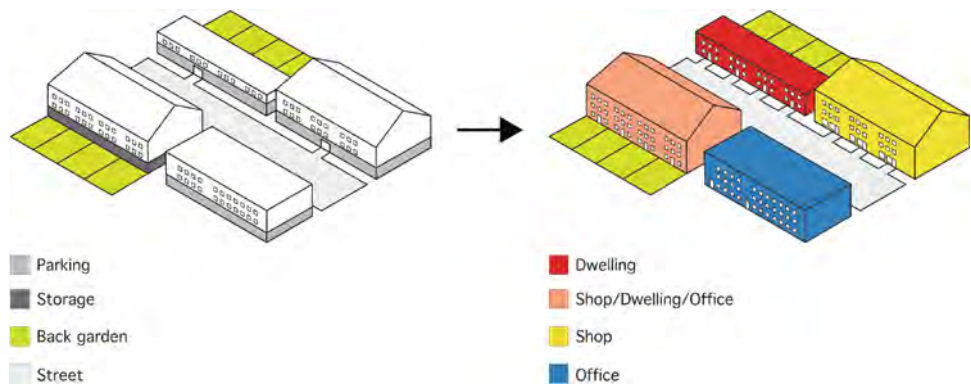 Parking
Storage
Back garden
Street
Dwelling
Shop/Dwelling/Office
Shop
Office